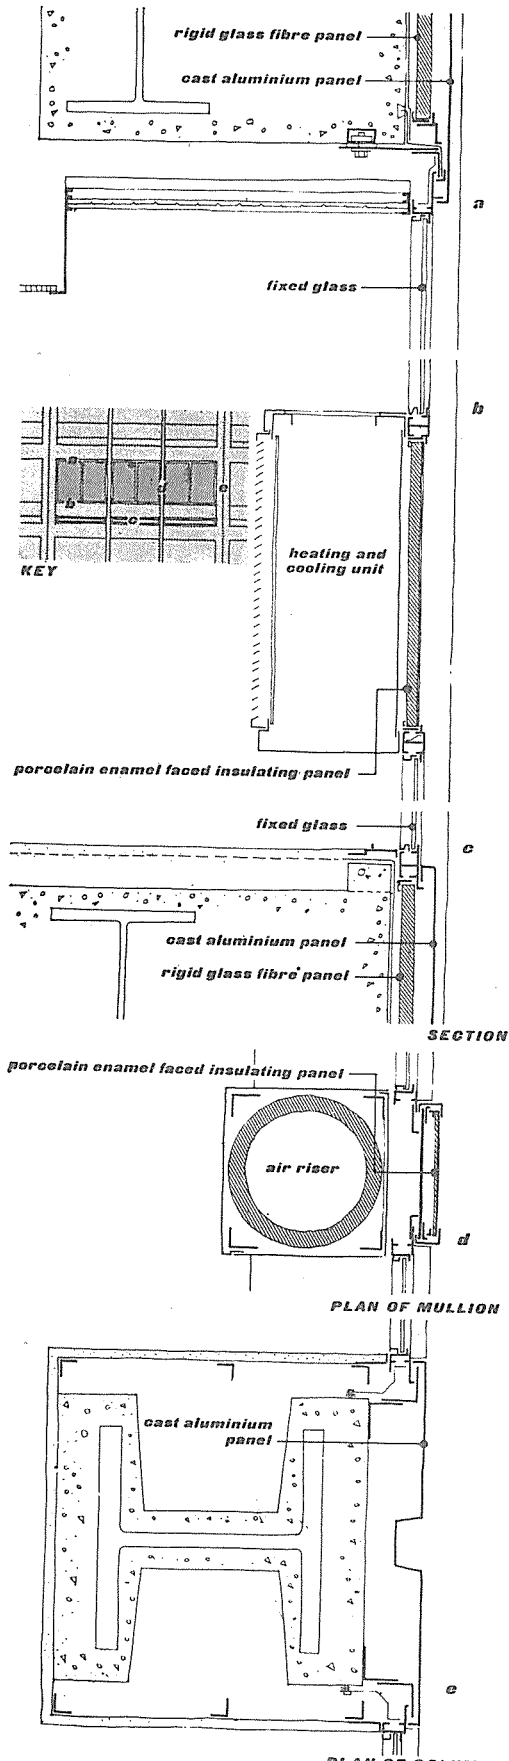 rigid glass fibre panel
cast aluminium panel
a
fixed glass
b
a
d
e
b
c
KEY
heating and
cooling unit
porcelain enamel faced insulating panel
fixed glass
c
cast aluminium panel
rigid glass fibre panel
SECTION
porcelain enamel faced insulating panel
air riser
d
PLAN OF MULLION
cast aluminium
panel
e
PLAN OF